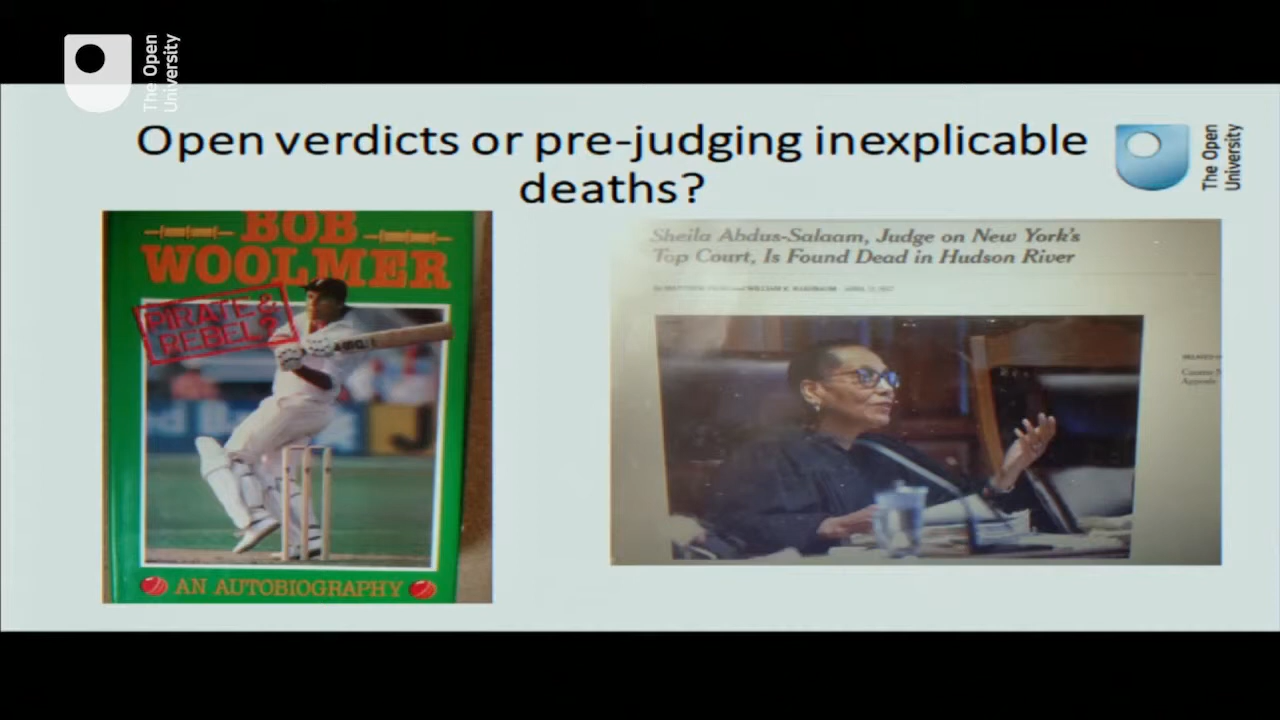 The Open
University
Open verdicts or pre-judging inexplicable
deaths?
The Open
University
BOB
WOOLMER
PIRATE &
REBEL?
AN AUTOBIOGRAPHY
Sheila Abdus-Salaam, Judge on New York's
Top Court, Is Found Dead in Hudson River